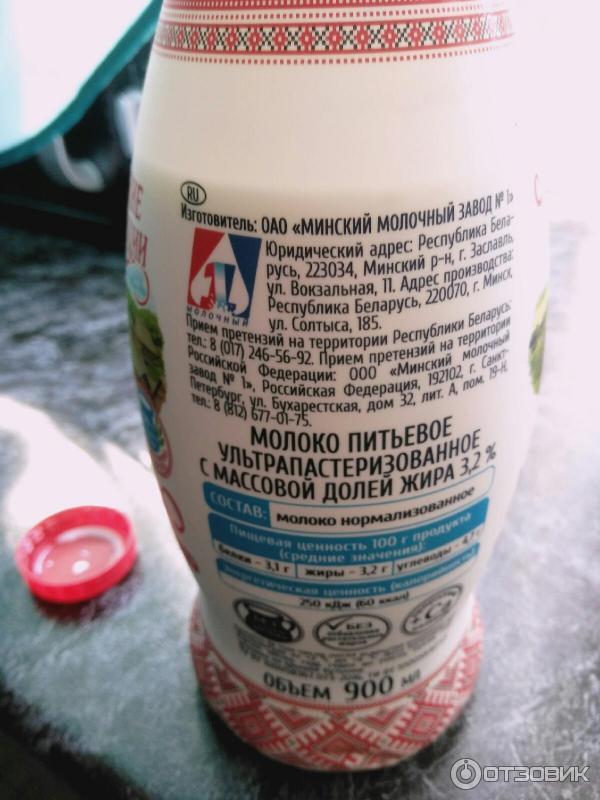 RU
Изготовитель: ОАО «МИНСКИЙ МОЛОЧНЫЙ ЗАВОД № 1»
Юридический адрес: Республика Бела-
русь, 223034, Минский р-н, г. Заславль,
ул. Вокзальная, 11. Адрес производства:
Республика Беларусь, 220070, г. Минск,
ул. Солтыса, 185.
МОЛОЧНЫЙ
Прием претензий на территории Республики Беларусь:
тел.: 8 (017) 246-56-92. Прием претензий на территории
Российской Федерации: ООО «Минский молочный
завод № 1», Российская Федерация, 192102, г. Санкт-
Петербург, ул. Бухарестская, дом 32, лит. А, пом. 19-Н,
тел.: 8 (812) 677-01-75.
МОЛОКО ПИТЬЕВОЕ
УЛЬТРАПАСТЕРИЗОВАННОЕ
С МАССОВОЙ ДОЛЕЙ ЖИРА 3,2 %
СОСТАВ: молоко нормализованное
Пищевая ценность 100 г продукта
(средние значения):
белки – 3,1 г жиры – 3,2 г углеводы – 4,7
Энергетическая ценность (калорийность)
250 кДж (60 ккал)
БЕЗ
+Ca
ОБЪЕМ 900 мл
ОТЗОВИК